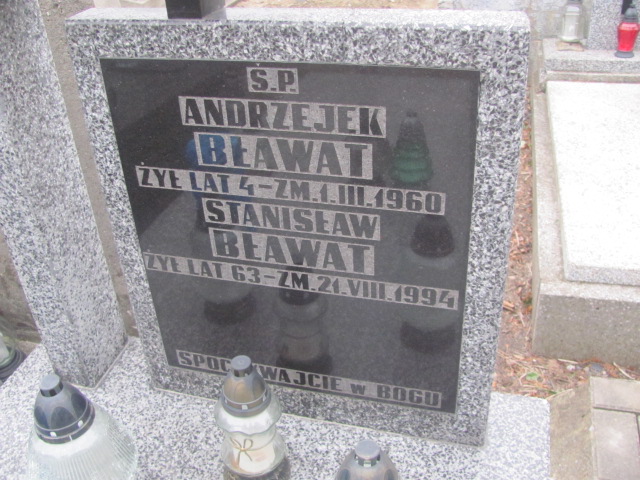 Ś.P.
ANDRZEJEK
BŁAWAT
ŻYŁ LAT 4-ZM.1.III.1960
STANISŁAW
BŁAWAT
ŻYŁ LAT 63-ZM.21.VIII.1994
SPOCZYWAJCIE w BOGU